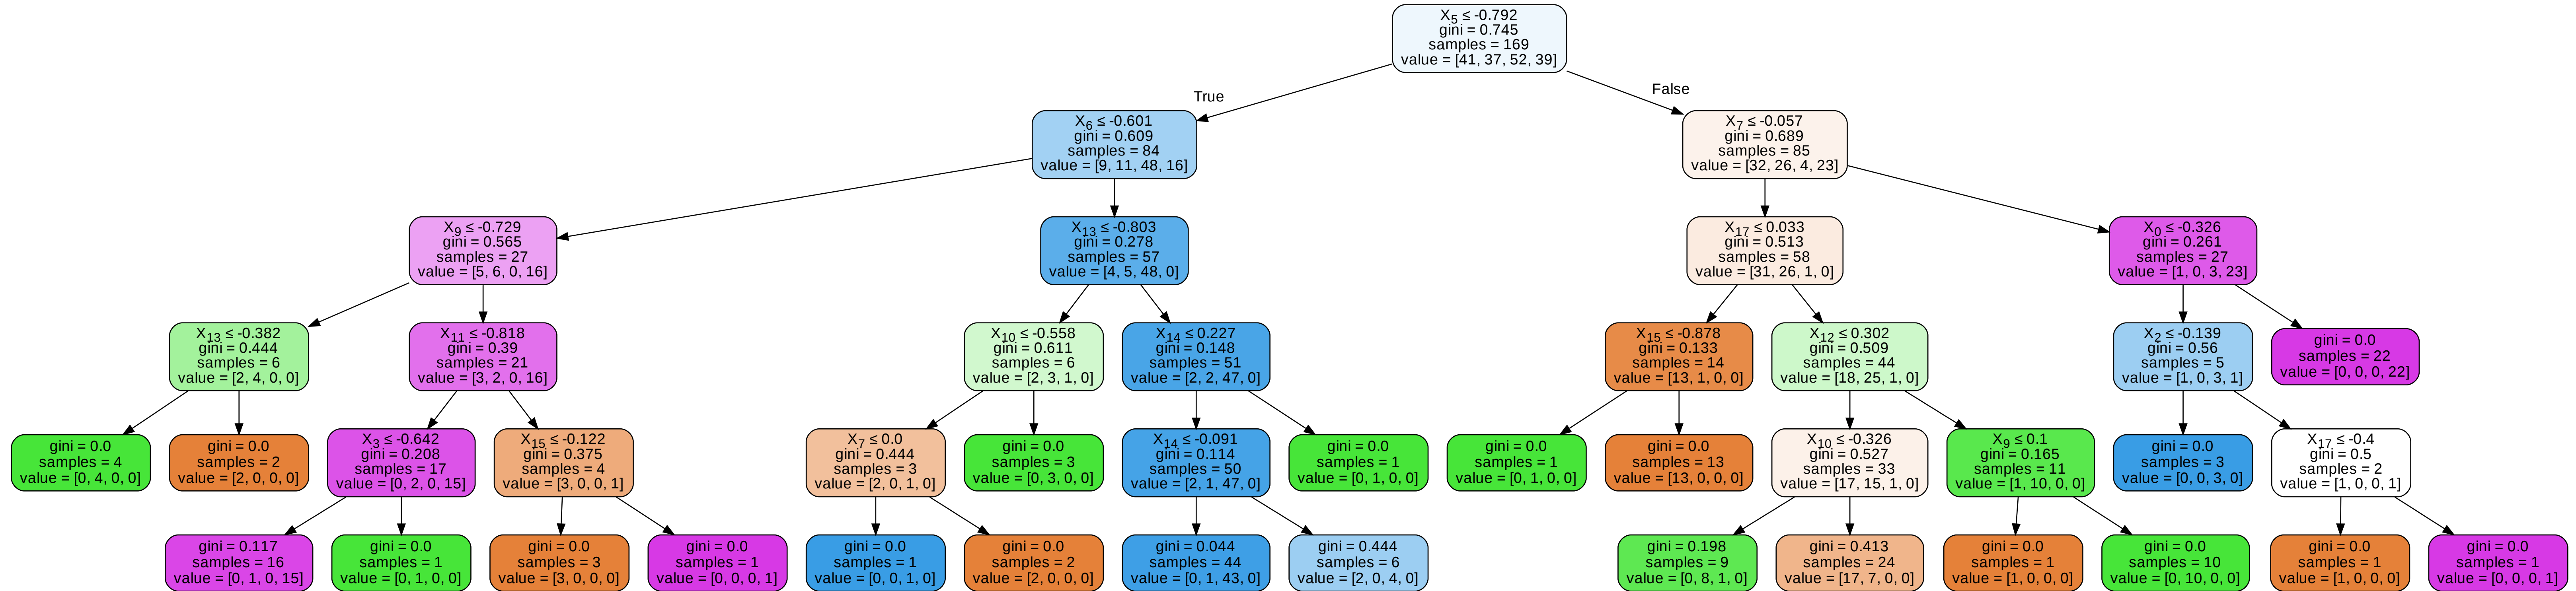 X5 ≤ -0.792
gini = 0.745
samples = 169
value = [41, 37, 52, 39]
True
False
X6 ≤ -0.601
gini = 0.609
samples = 84
value = [9, 11, 48, 16]
X7 ≤ -0.057
gini = 0.689
samples = 85
value = [32, 26, 4, 23]
X9 ≤ -0.729
gini = 0.565
samples = 27
value = [5, 6, 0, 16]
X13 ≤ -0.803
gini = 0.278
samples = 57
value = [4, 5, 48, 0]
X17 ≤ 0.033
gini = 0.513
samples = 58
value = [31, 26, 1, 0]
X0 ≤ -0.326
gini = 0.261
samples = 27
value = [1, 0, 3, 23]
X13 ≤ -0.382
gini = 0.444
samples = 6
value = [2, 4, 0, 0]
X11 ≤ -0.818
gini = 0.39
samples = 21
value = [3, 2, 0, 16]
X10 ≤ -0.558
gini = 0.611
samples = 6
value = [2, 3, 1, 0]
X14 ≤ 0.227
gini = 0.148
samples = 51
value = [2, 2, 47, 0]
X15 ≤ -0.878
gini = 0.133
samples = 14
value = [13, 1, 0, 0]
X12 ≤ 0.302
gini = 0.509
samples = 44
value = [18, 25, 1, 0]
X2 ≤ -0.139
gini = 0.56
samples = 5
value = [1, 0, 3, 1]
gini = 0.0
samples = 22
value = [0, 0, 0, 22]
gini = 0.0
samples = 4
value = [0, 4, 0, 0]
gini = 0.0
samples = 2
value = [2, 0, 0, 0]
X3 ≤ -0.642
gini = 0.208
samples = 17
value = [0, 2, 0, 15]
X15 ≤ -0.122
gini = 0.375
samples = 4
value = [3, 0, 0, 1]
X7 ≤ 0.0
gini = 0.444
samples = 3
value = [2, 0, 1, 0]
gini = 0.0
samples = 3
value = [0, 3, 0, 0]
X14 ≤ -0.091
gini = 0.114
samples = 50
value = [2, 1, 47, 0]
gini = 0.0
samples = 1
value = [0, 1, 0, 0]
gini = 0.0
samples = 1
value = [0, 1, 0, 0]
gini = 0.0
samples = 13
value = [13, 0, 0, 0]
X10 ≤ -0.326
gini = 0.527
samples = 33
value = [17, 15, 1, 0]
X9 ≤ 0.1
gini = 0.165
samples = 11
value = [1, 10, 0, 0]
gini = 0.0
samples = 3
value = [0, 0, 3, 0]
X17 ≤ -0.4
gini = 0.5
samples = 2
value = [1, 0, 0, 1]
gini = 0.117
samples = 16
value = [0, 1, 0, 15]
gini = 0.0
samples = 1
value = [0, 1, 0, 0]
gini = 0.0
samples = 3
value = [3, 0, 0, 0]
gini = 0.0
samples = 1
value = [0, 0, 0, 1]
gini = 0.0
samples = 1
value = [0, 0, 1, 0]
gini = 0.0
samples = 2
value = [2, 0, 0, 0]
gini = 0.044
samples = 44
value = [0, 1, 43, 0]
gini = 0.444
samples = 6
value = [2, 0, 4, 0]
gini = 0.198
samples = 9
value = [0, 8, 1, 0]
gini = 0.413
samples = 24
value = [17, 7, 0, 0]
gini = 0.0
samples = 1
value = [1, 0, 0, 0]
gini = 0.0
samples = 10
value = [0, 10, 0, 0]
gini = 0.0
samples = 1
value = [1, 0, 0, 0]
gini = 0.0
samples = 1
value = [0, 0, 0, 1]